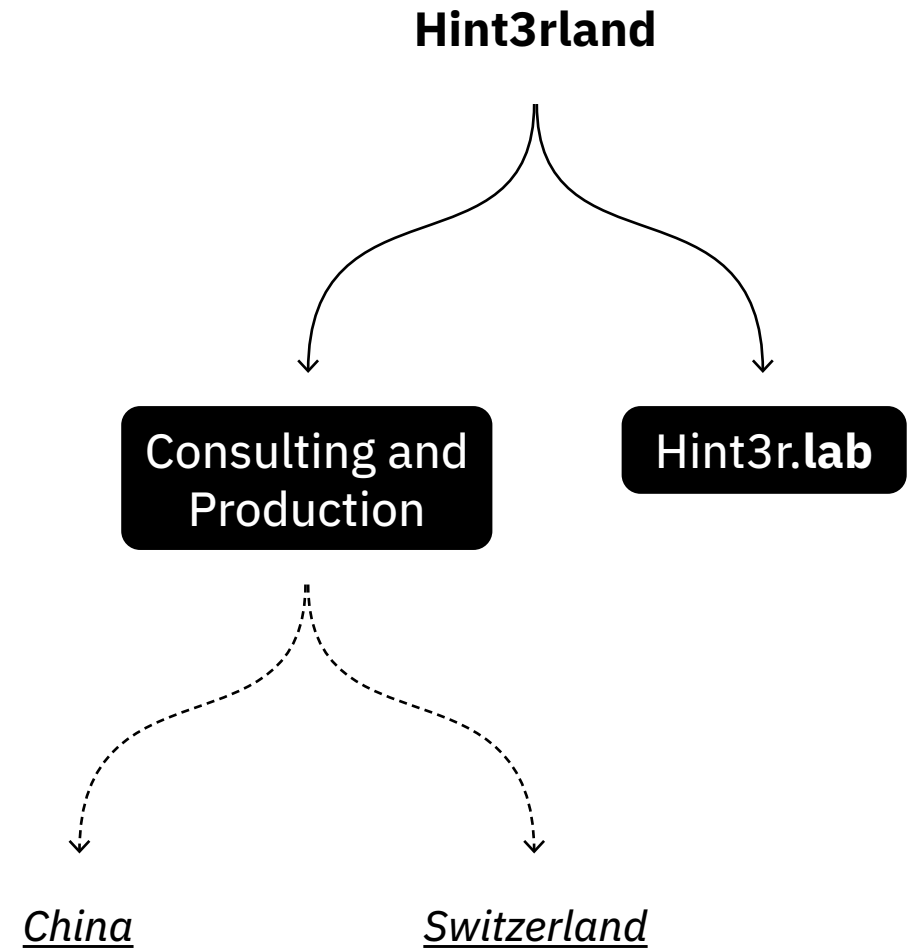 Hint3rland
Consulting and
Production
Hint3r.lab
China
Switzerland